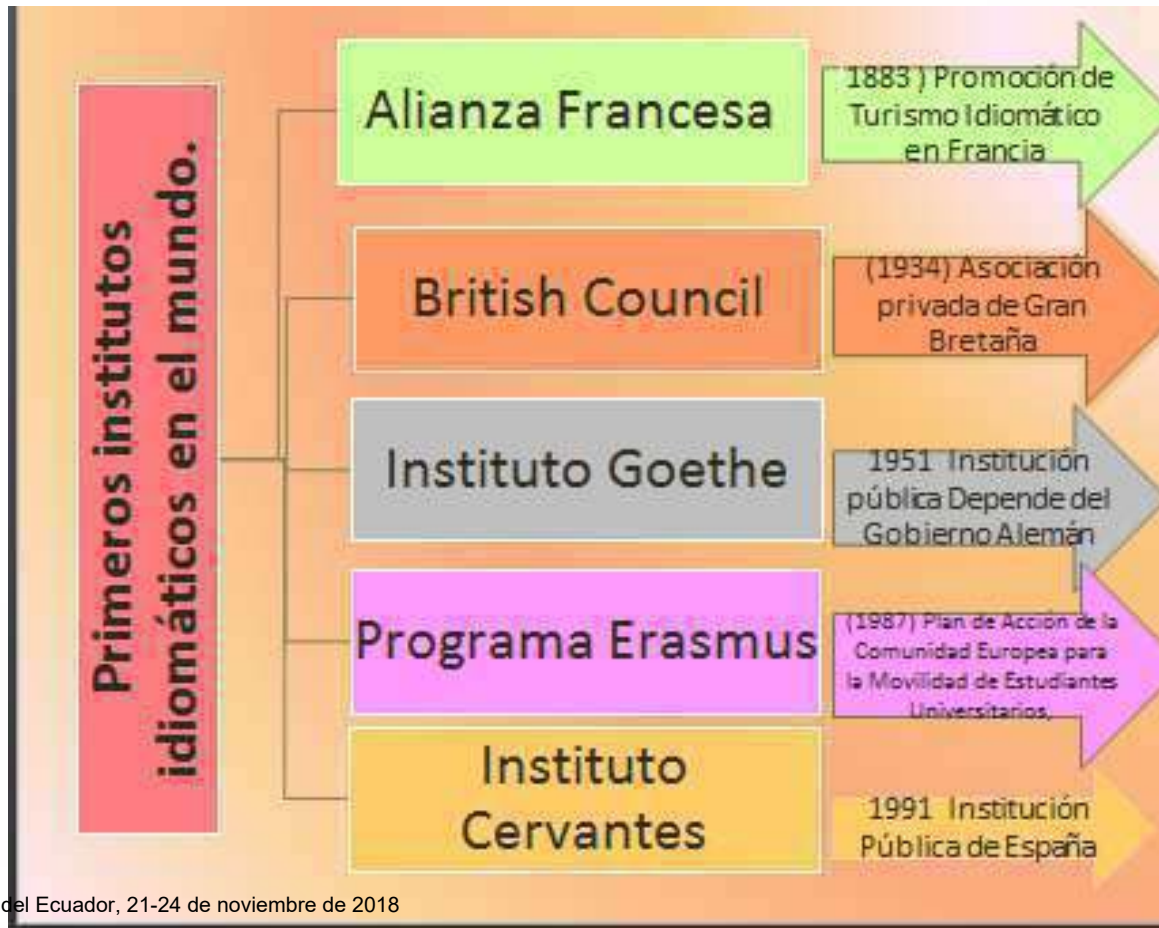 Primeros institutos
idiomáticos en el mundo.
Alianza Francesa
1883 ) Promoción de
Turismo Idiomático
en Francia
British Council
(1934) Asociación
privada de Gran
Bretaña
Instituto Goethe
1951 Institución
pública Depende del
Gobierno Alemán
Programa Erasmus
(1987) Plan de Acción de la
Comunidad Europea para
la Movilidad de Estudiantes
Universitarios,
Instituto
Cervantes
1991 Institución
Pública de España
del Ecuador, 21-24 de noviembre de 2018